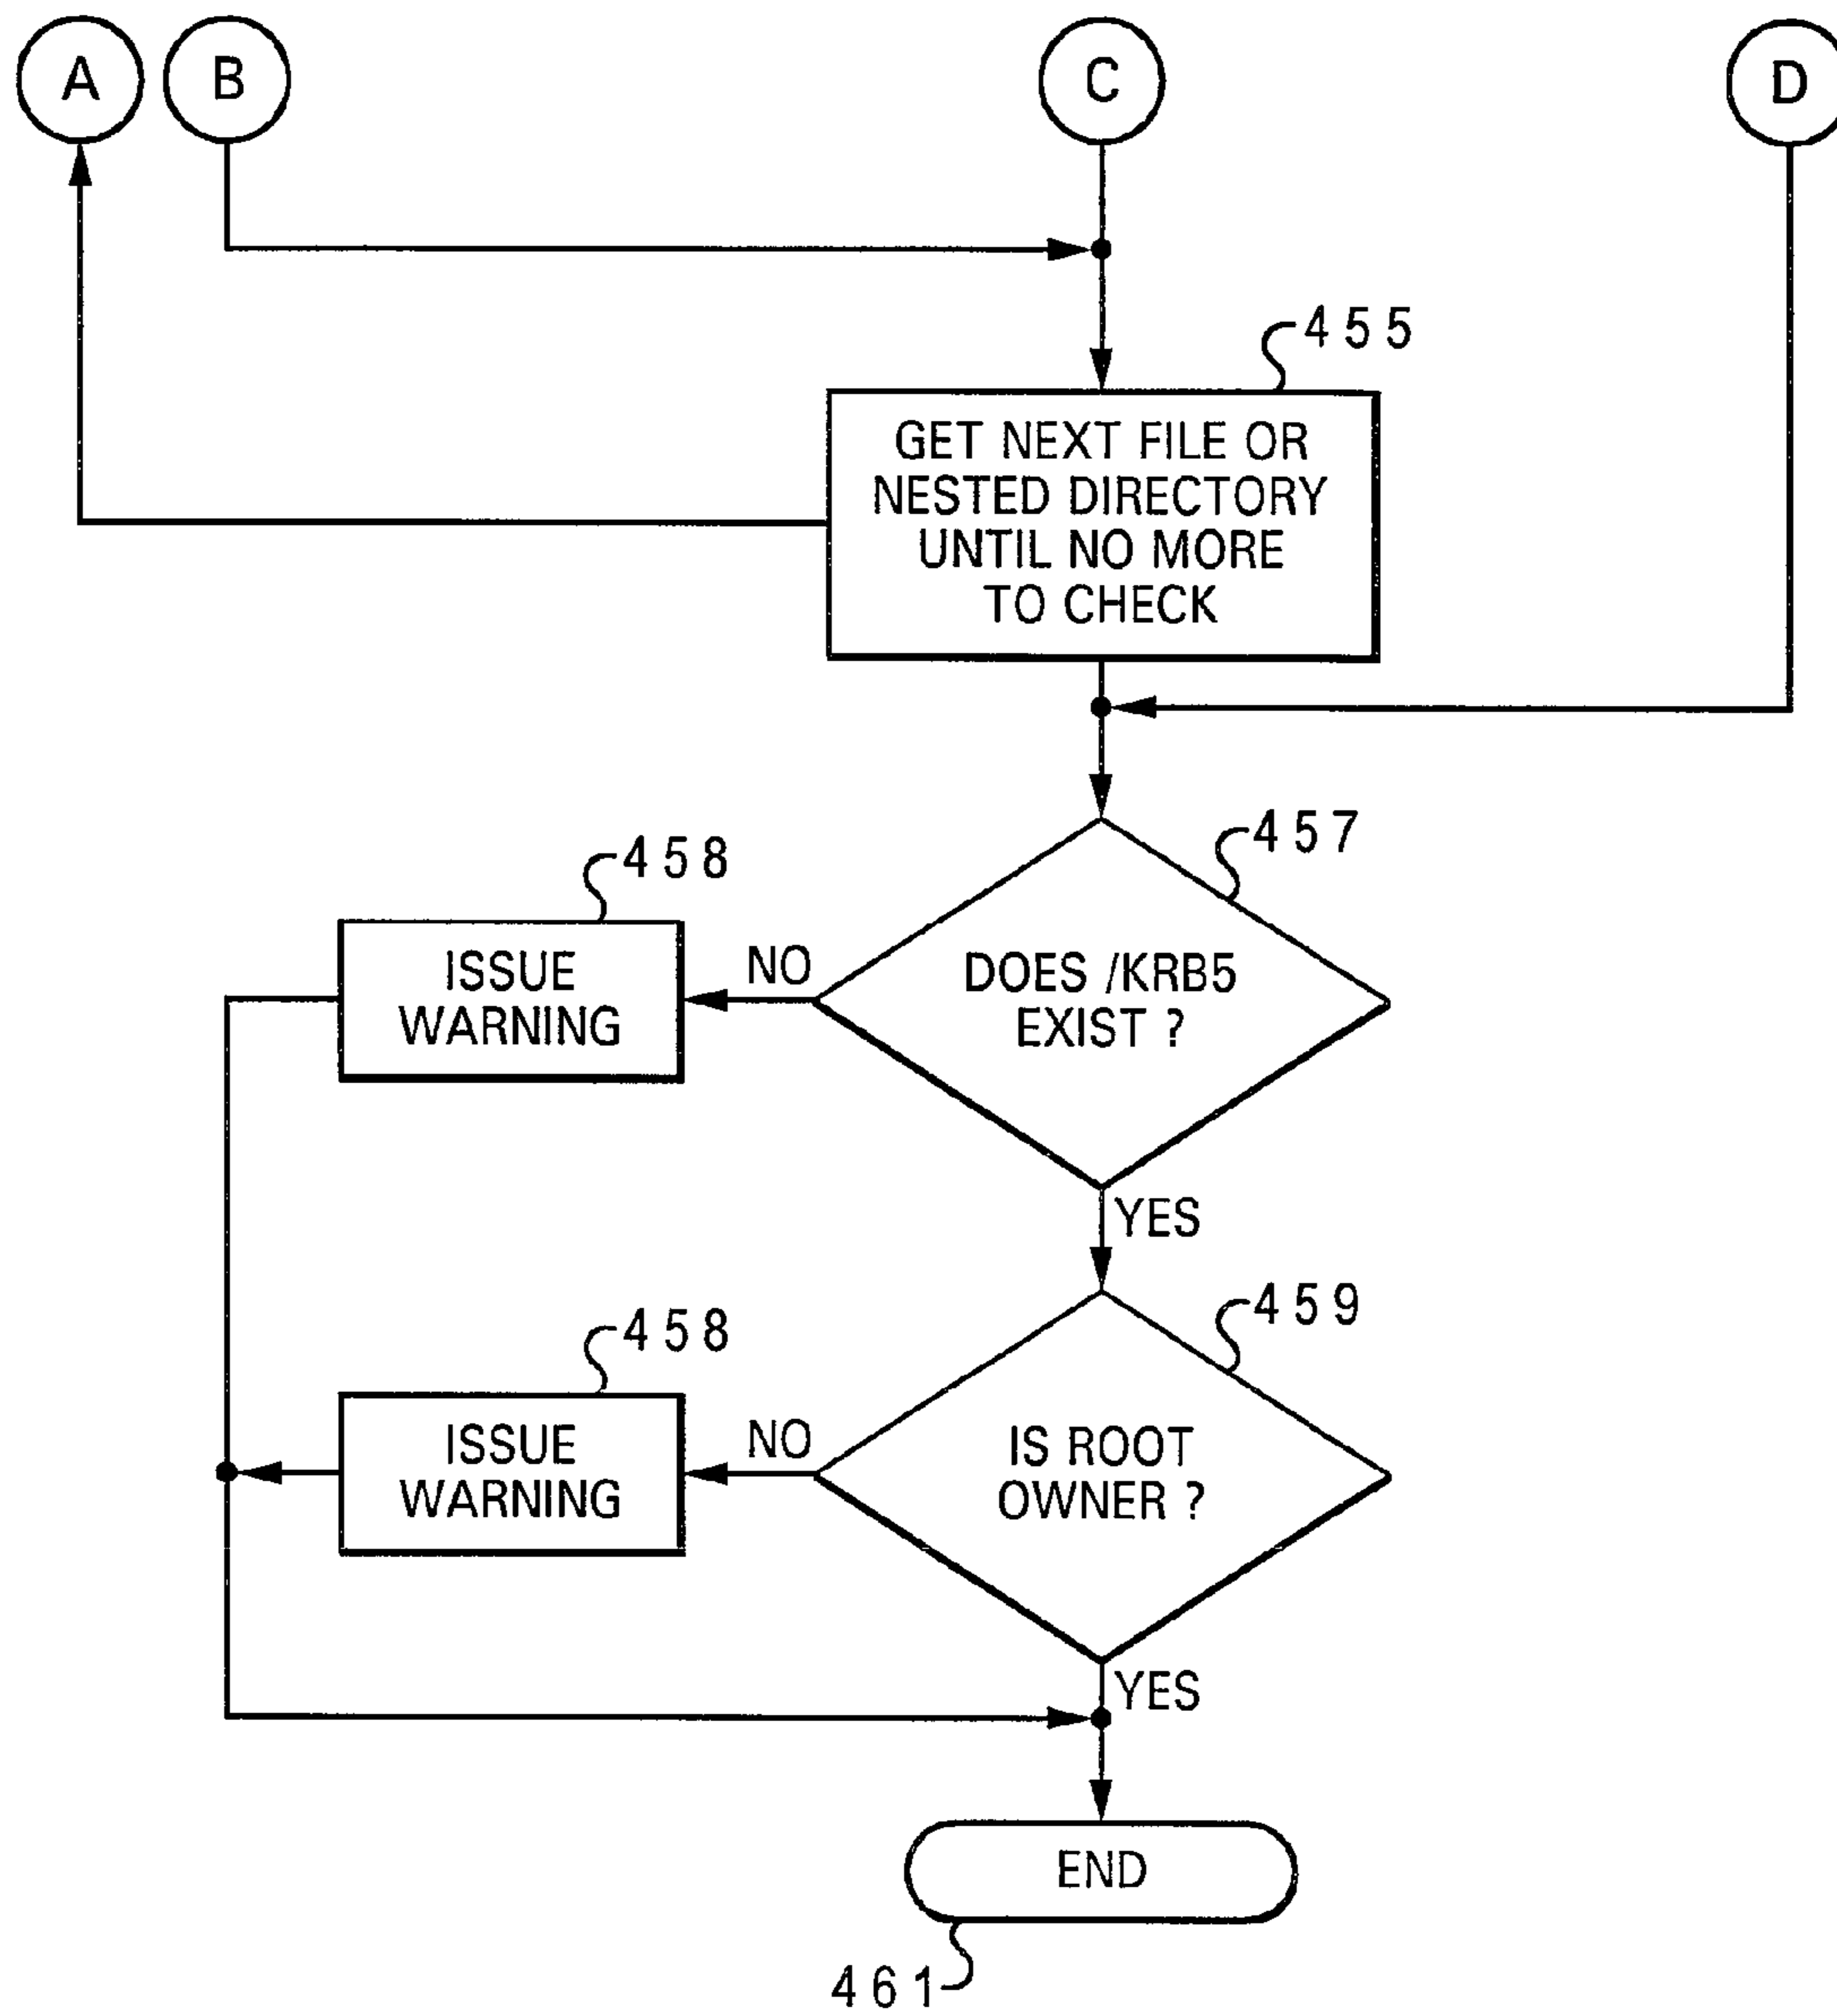 A B C D
455
GET NEXT FILE OR
NESTED DIRECTORY
UNTIL NO MORE
TO CHECK
457
458
DOES /KRB5
EXIST ?
NO
ISSUE
WARNING
YES
459
458
IS ROOT
OWNER ?
NO
ISSUE
WARNING
YES
END
461